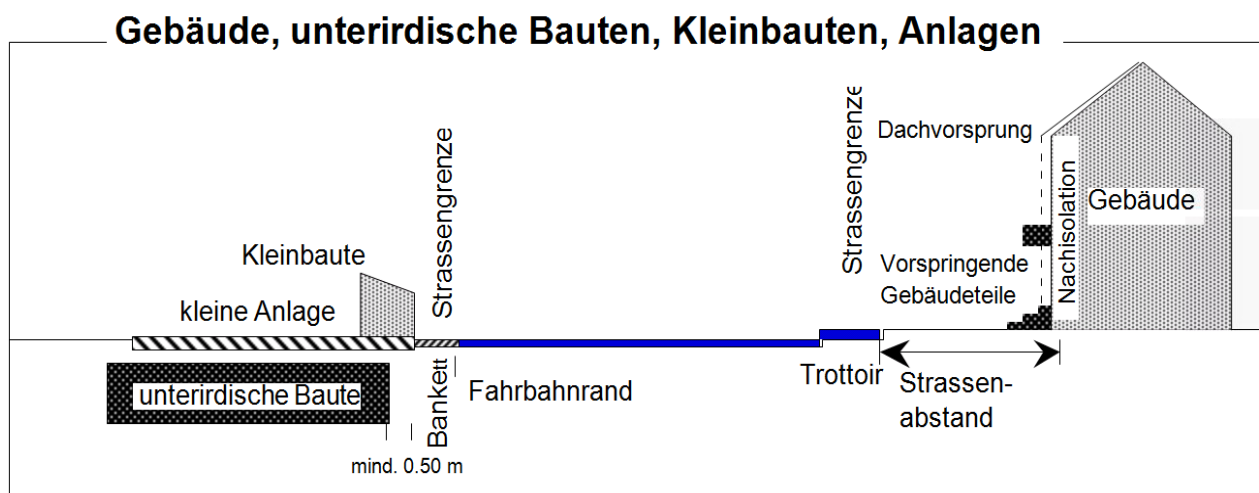 Gebäude, unterirdische Bauten, Kleinbauten, Anlagen
Strassengrenze
Strassengrenze
Dachvorsprung
Nachisolation
Gebäude
Kleinbaute
Vorspringende
Gebäudeteile
kleine Anlage
unterirdische Baute
Bankett
Fahrbahnrand
Trottoir
Strassen-
abstand
mind. 0.50 m